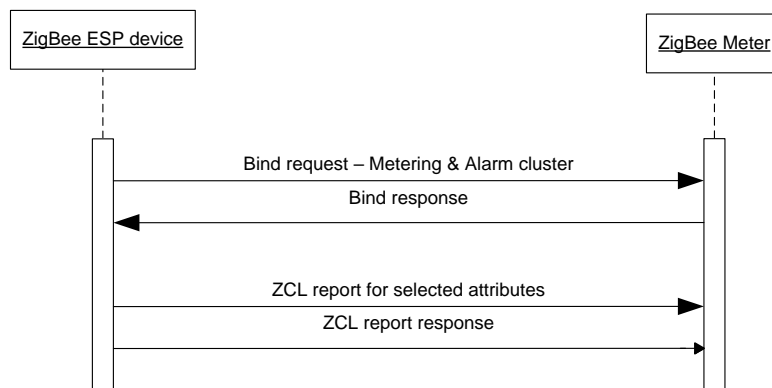 ZigBee ESP device
ZigBee Meter
Bind request – Metering & Alarm cluster
Bind response
ZCL report for selected attributes
ZCL report response